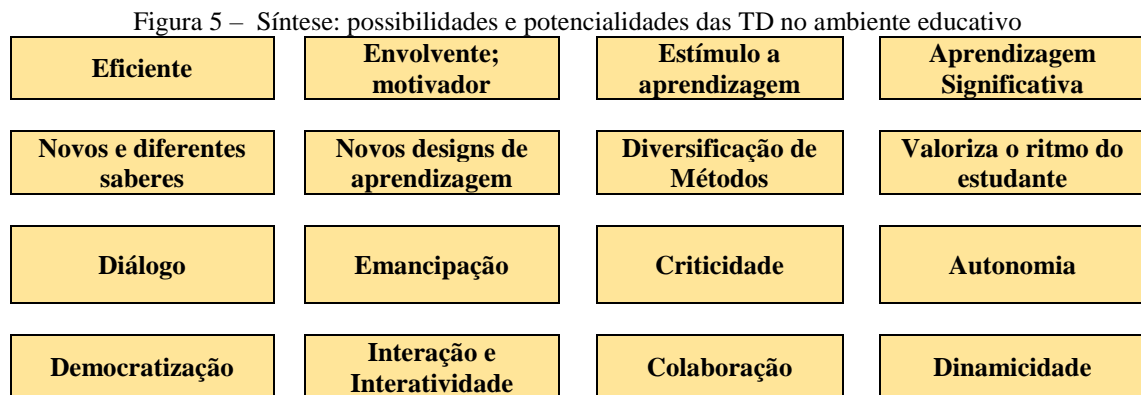 Figura 5 – Síntese: possibilidades e potencialidades das TD no ambiente educativo
Eficiente
Envolvente;
motivador
Estímulo a
aprendizagem
Aprendizagem
Significativa
Novos e diferentes
saberes
Novos designs de
aprendizagem
Diversificação de
Métodos
Valoriza o ritmo do
estudante
Diálogo
Emancipação
Criticidade
Autonomia
Democratização
Interação e
Interatividade
Colaboração
Dinamicidade